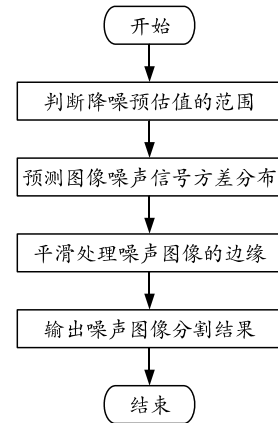 开始
判断降噪预估值的范围
预测图像噪声信号方差分布
平滑处理噪声图像的边缘
输出噪声图像分割结果
结束